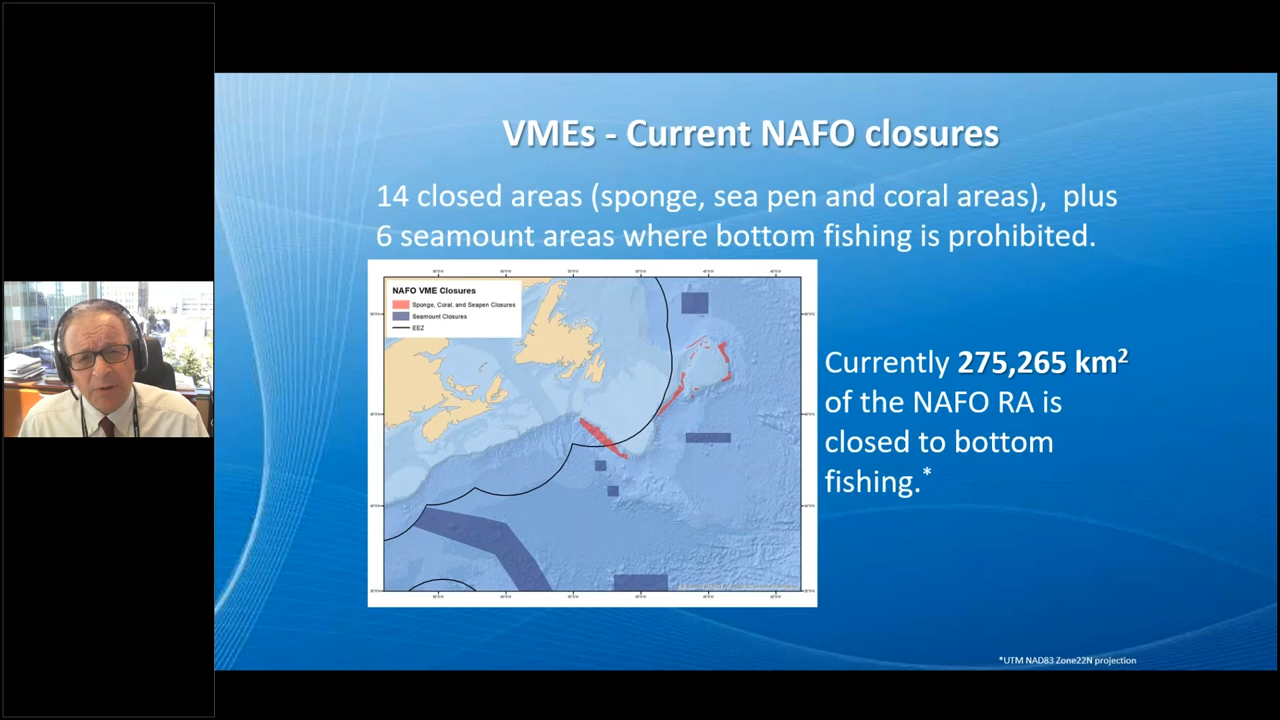 VMEs - Current NAFO closures
14 closed areas (sponge, sea pen and coral areas), plus
6 seamount areas where bottom fishing is prohibited.
NAFO VME Closures
Sponge, Coral, and Seapen Closures
Seamount Closures
EEZ
Currently 275,265 km²
of the NAFO RA is
closed to bottom
fishing.*
*UTM NAD83 Zone22N projection